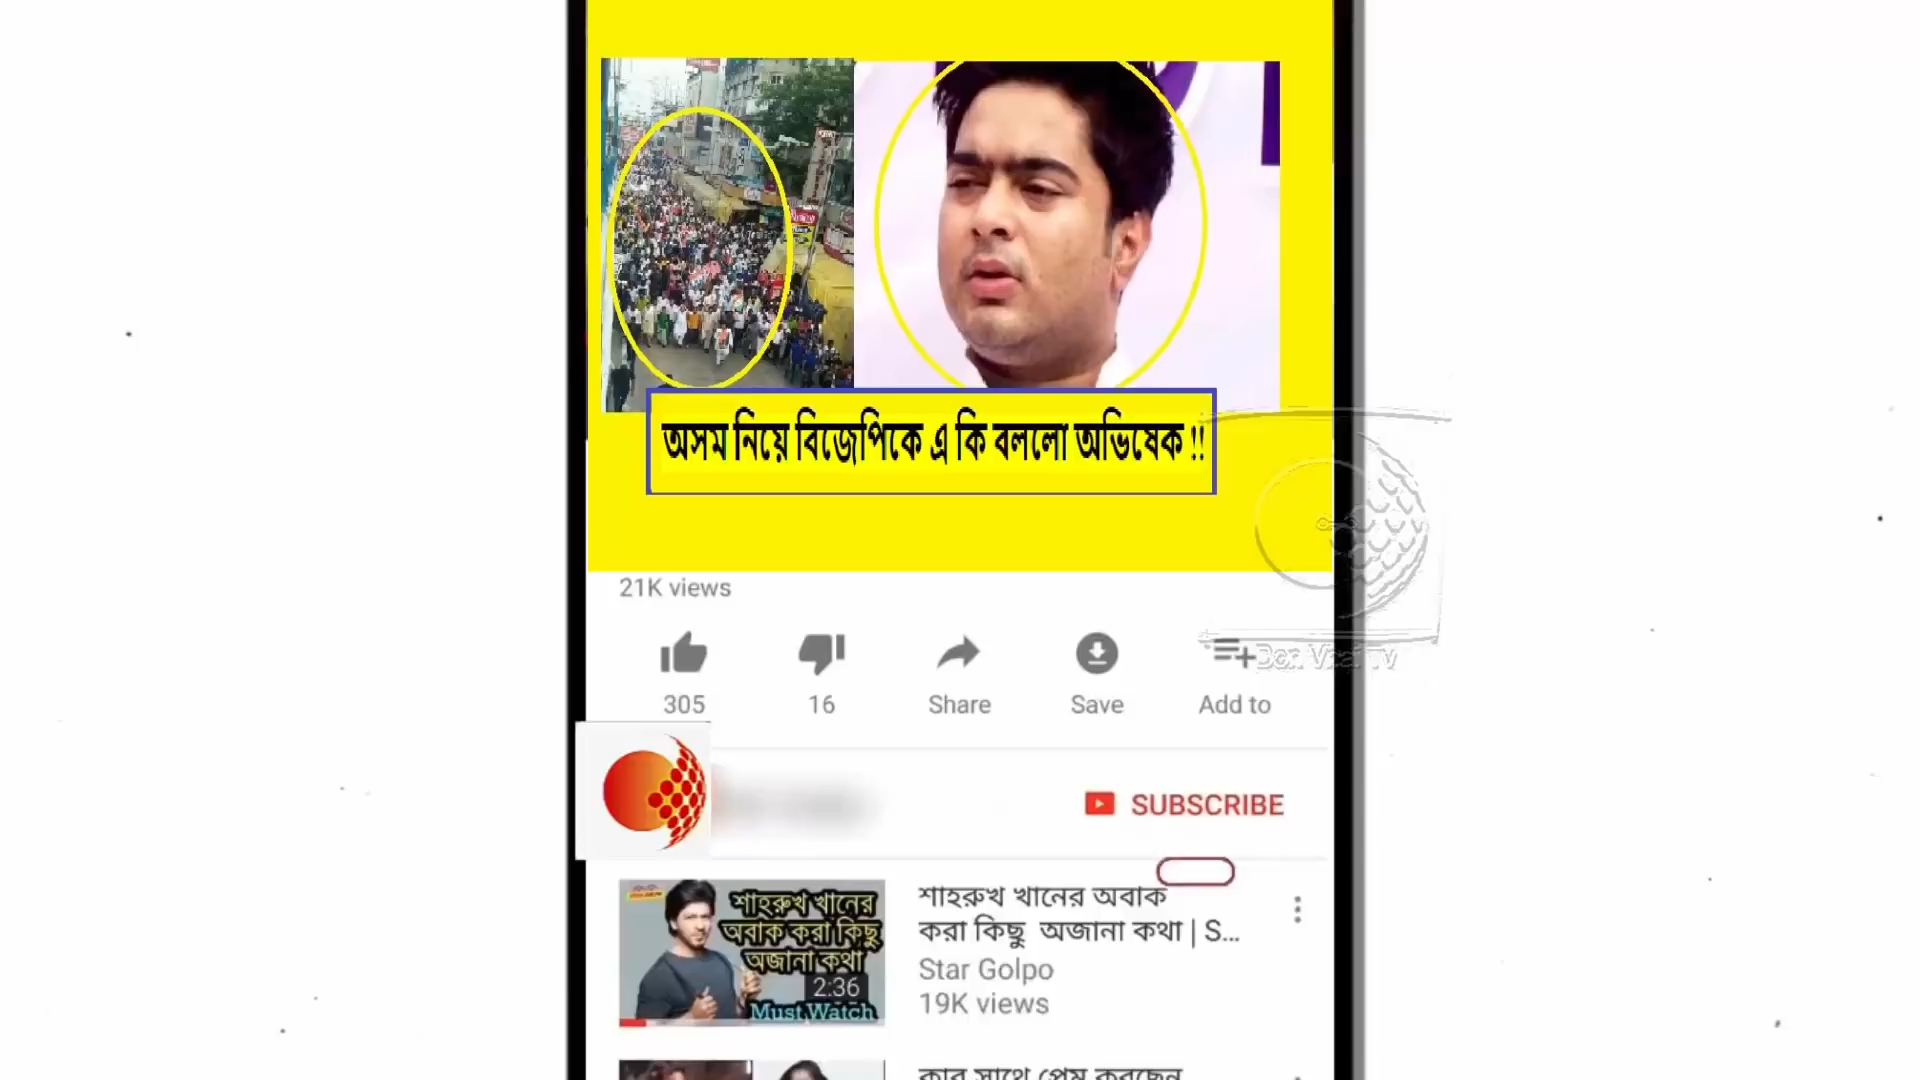 অসম নিয়ে বিজেপিকে এ কি বললো অভিষেক !!
21K views
305
16
Share
Save
Add to
SUBSCRIBE
শাহরুখ খানের
অবাক করা কিছু
অজানা কথা
2:36
Must Watch
শাহরুখ খানের অবাক
করা কিছু অজানা কথা | S...
Star Golpo
19K views
কার সাথে প্রেম করছেন